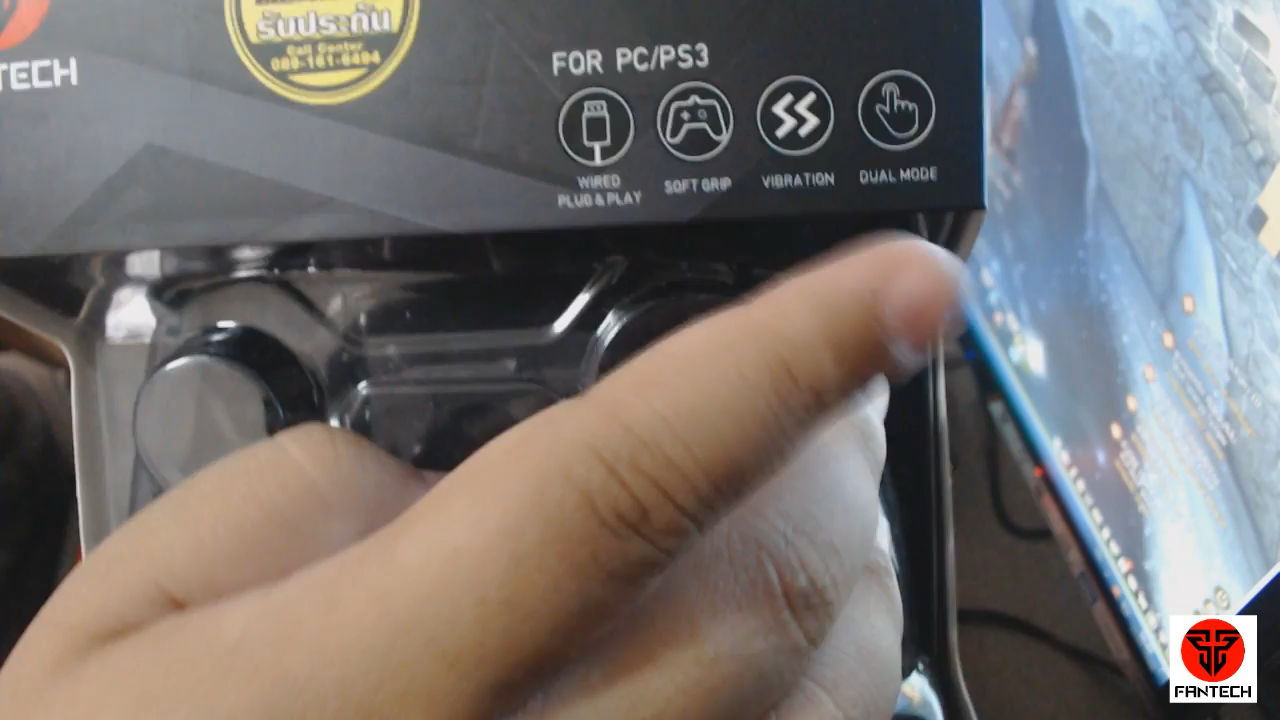 TECH
รับประกัน
Call Center
089-161-6494
FOR PC/PS3
WIRED
PLUG & PLAY
SOFT GRIP
VIBRATION
DUAL MODE
FANTECH